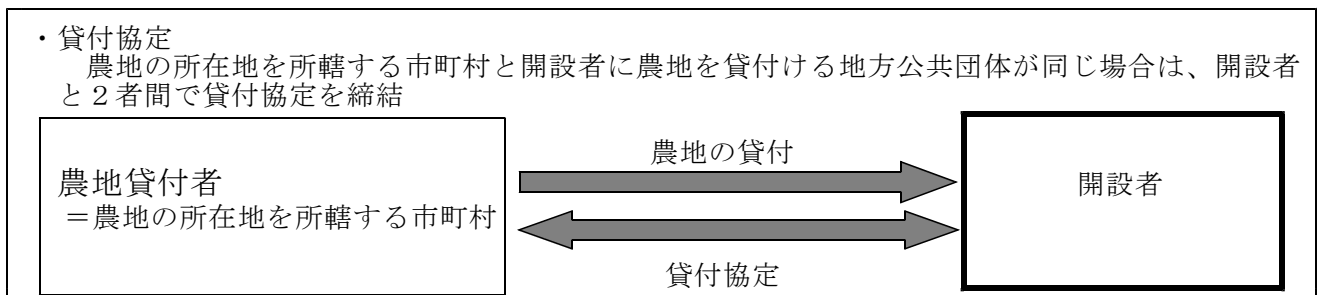 ・貸付協定
農地の所在地を所轄する市町村と開設者に農地を貸付ける地方公共団体が同じ場合は、開設者
と２者間で貸付協定を締結
農地の貸付
農地貸付者
＝農地の所在地を所轄する市町村
開設者
貸付協定